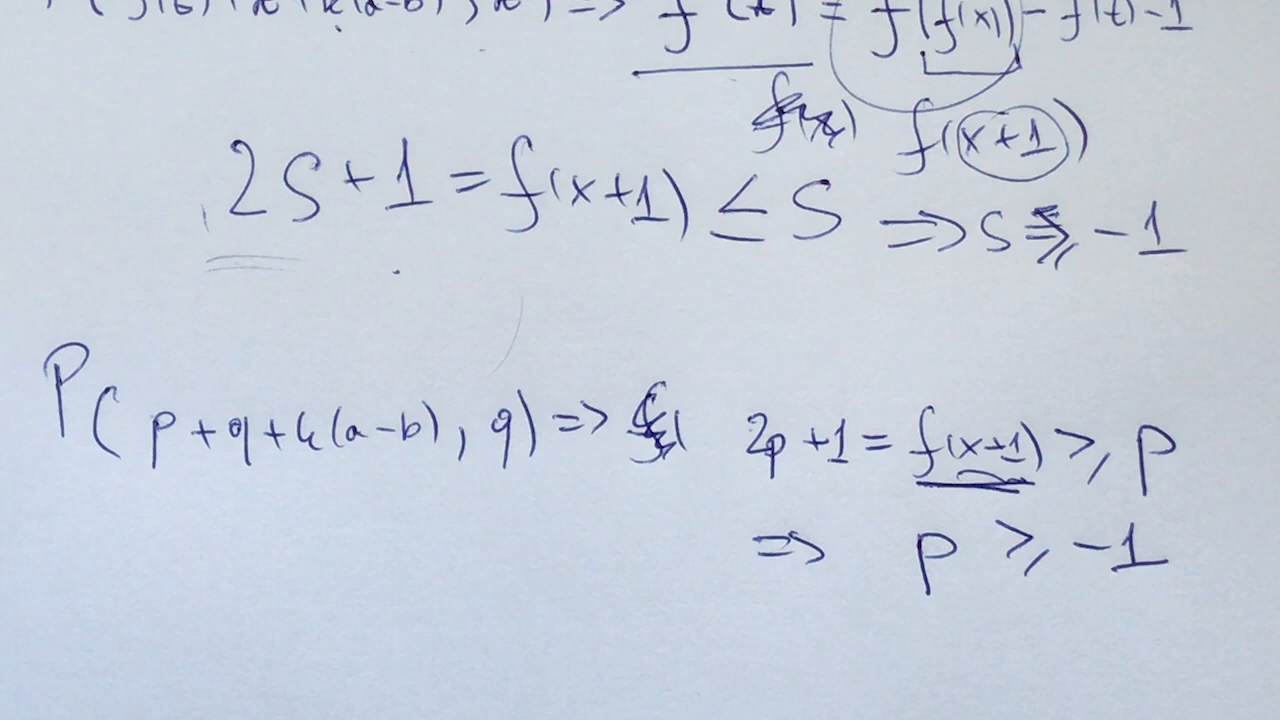 => f = f(f(x)) - f(t) - 1
f(x+1)
2S + 1 = f(x+1) ≤ S => S ≥ -1
P(p+q+k(a-b), q) => 2p + 1 = f(x+1) ≥ p
=> p ≥ -1